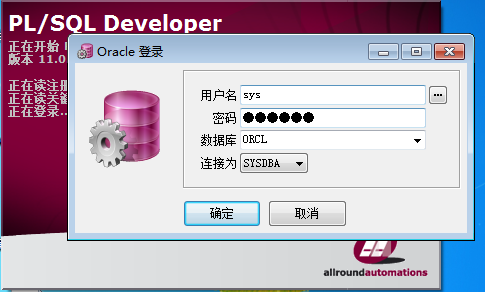 PL/SQL Developer
正在开始
版本 11.0
正在读注册
正在读关
正在登录..
Oracle 登录
用户名
sys
...
密码
●●●●●●
数据库
ORCL
连接为
SYSDBA
确定
取消
allroundautomations